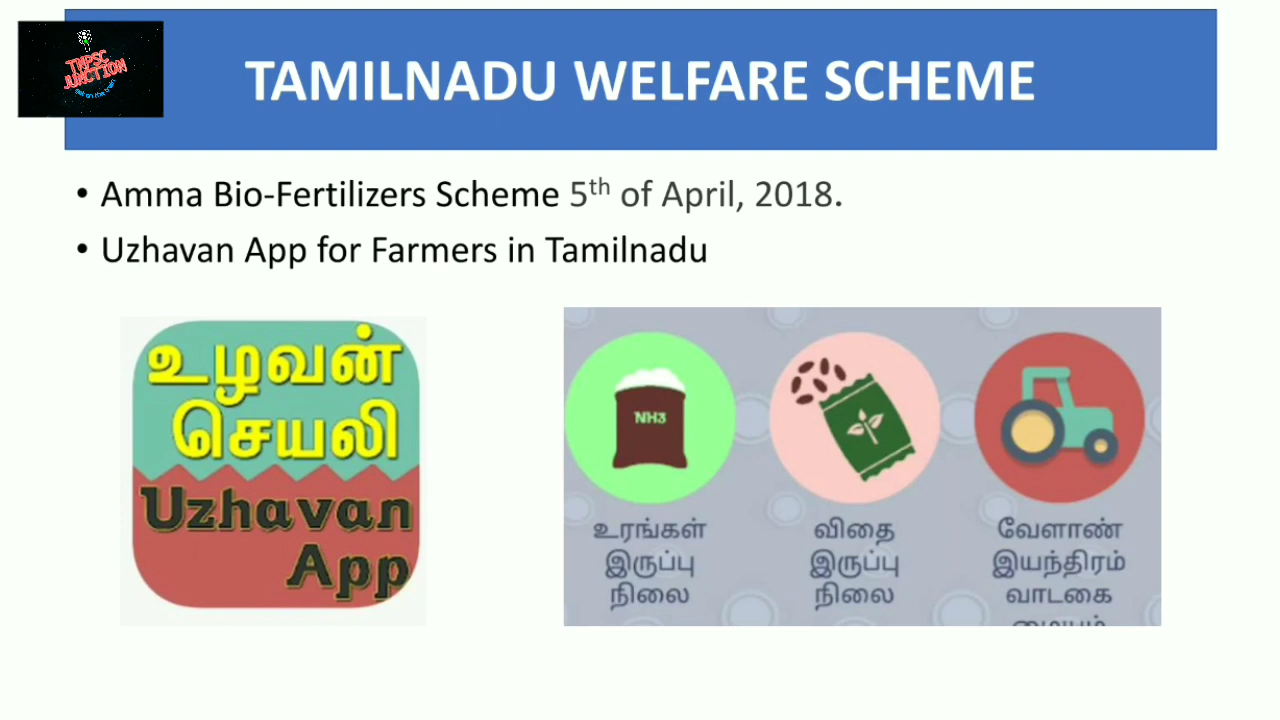 TNPSC
JUNCTION
TAMILNADU WELFARE SCHEME
• Amma Bio-Fertilizers Scheme 5th of April, 2018.
• Uzhavan App for Farmers in Tamilnadu
உழவன்
செயலி
Uzhavan
App
NH3
உரங்கள்
இருப்பு
நிலை
விதை
இருப்பு
நிலை
வேளாண்
இயந்திரம்
வாடகை